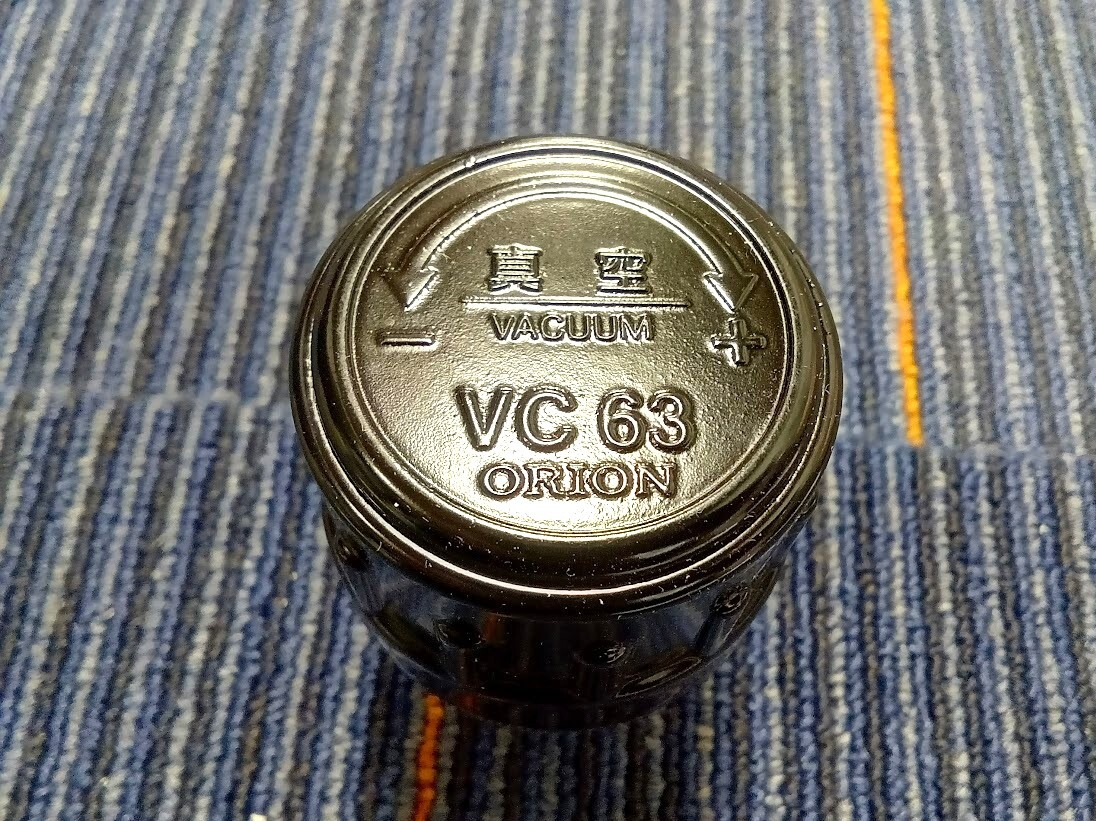 真 空
VACUUM
− +
VC 63
ORION